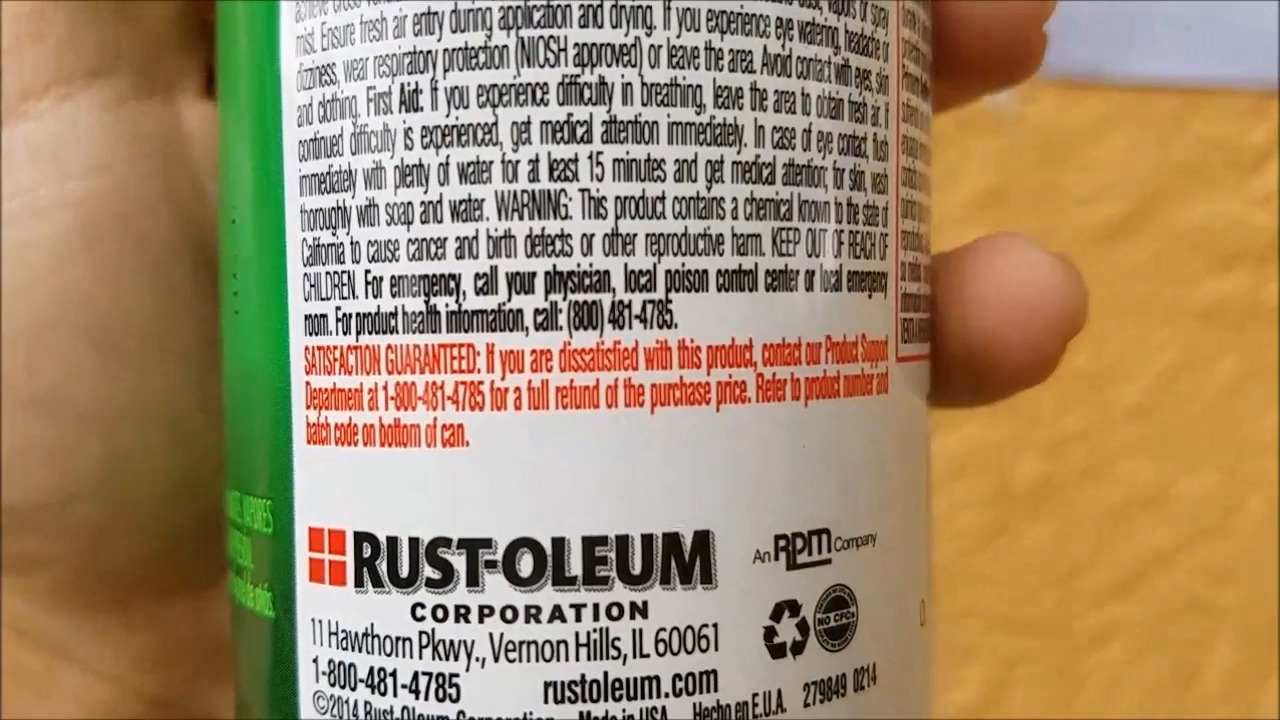 mist. Ensure fresh air entry during application and drying. If you experience eye watering, headache or
dizziness, wear respiratory protection (NIOSH approved) or leave the area. Avoid contact with eyes, skin
and clothing. First Aid: If you experience difficulty in breathing, leave the area to obtain fresh air. If
continued difficulty is experienced, get medical attention immediately. In case of eye contact, flush
immediately with plenty of water for at least 15 minutes and get medical attention; for skin, wash
thoroughly with soap and water. WARNING: This product contains a chemical known to the state of
California to cause cancer and birth defects or other reproductive harm. KEEP OUT OF REACH OF
CHILDREN. For emergency, call your physician, local poison control center or local emergency
room. For product health information, call: (800) 481-4785.
SATISFACTION GUARANTEED: If you are dissatisfied with this product, contact our Product Support
Department at 1-800-481-4785 for a full refund of the purchase price. Refer to product number and
batch code on bottom of can.
RUST-OLEUM
CORPORATION
An RPM Company
NO CFCs
11 Hawthorn Pkwy., Vernon Hills, IL 60061
1-800-481-4785 rustoleum.com
©2014 Rust-Oleum Corporation Made in USA Hecho en E.U.A. 279849 0214